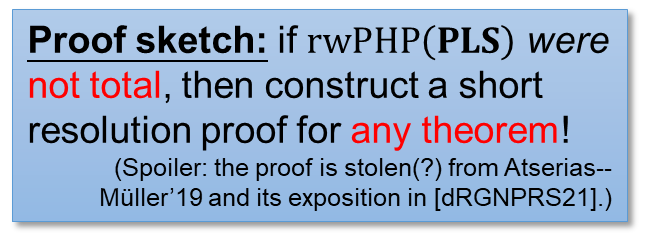 Proof sketch: if rwPHP(PLS) were
not total, then construct a short
resolution proof for any theorem!
(Spoiler: the proof is stolen(?) from Atserias--
Müller'19 and its exposition in [dRGNPRS21].)